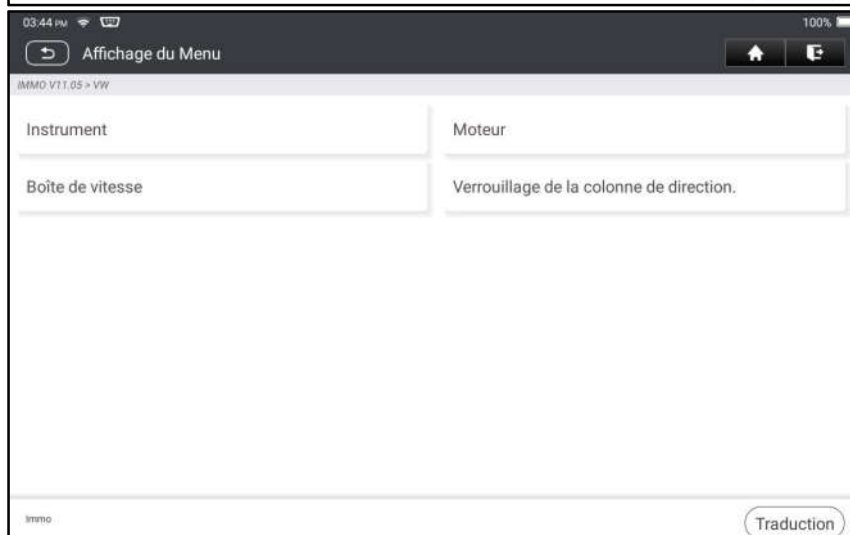 03:44 PM 100%
Affichage du Menu
IMMO V11.05 > VW
Instrument Moteur
Boîte de vitesse Verrouillage de la colonne de direction.
Immo Traduction